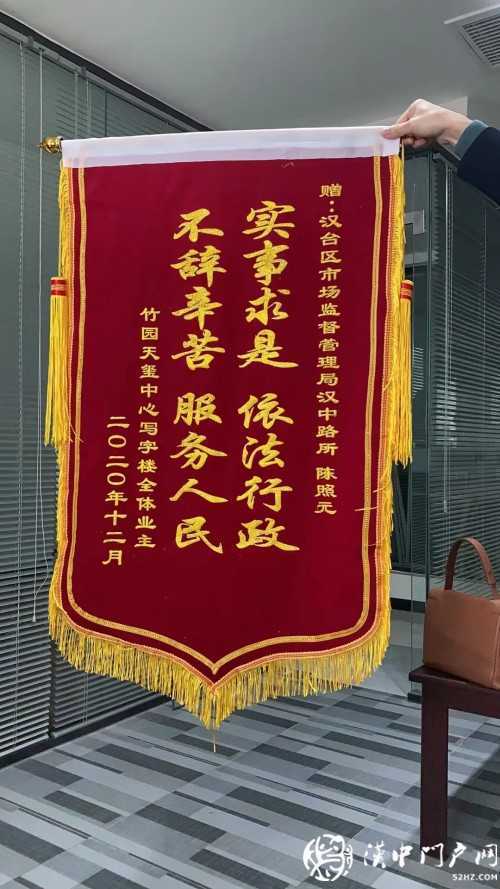 赠:汉台区市场监督管理局汉中路所 陈照元
实事求是 依法行政
不辞辛苦 服务人民
竹园天玺中心写字楼全体业主
二〇二〇年十二月
漢中门户网
52HZ.COM